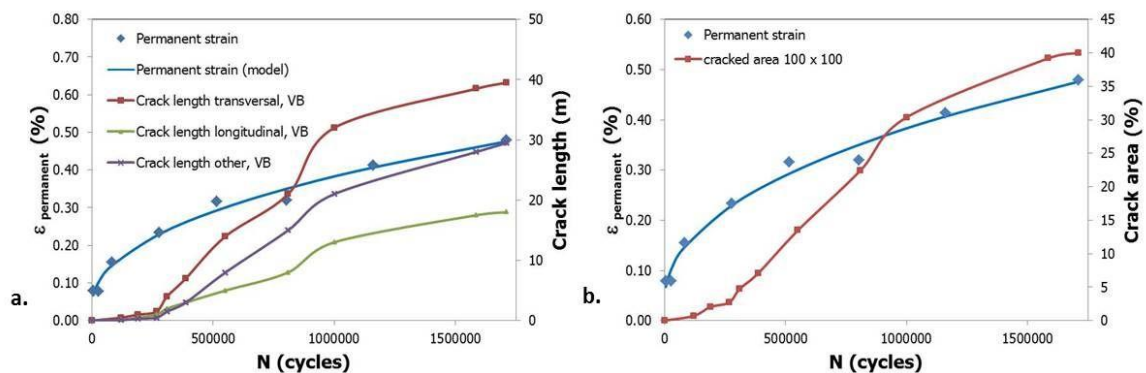 0.80
0.70
0.60
0.50
0.40
0.30
0.20
0.10
0.00
ε permanent (%)
50
40
30
20
10
0
Crack length (m)
Permanent strain
Permanent strain (model)
Crack length transversal, VB
Crack length longitudinal, VB
Crack length other, VB
a.
0 500000 1000000 1500000
N (cycles)
0.60
0.50
0.40
0.30
0.20
0.10
0.00
ε permanent (%)
45
40
35
30
25
20
15
10
5
0
Crack area (%)
Permanent strain
cracked area 100 x 100
b.
0 500000 1000000 1500000
N (cycles)